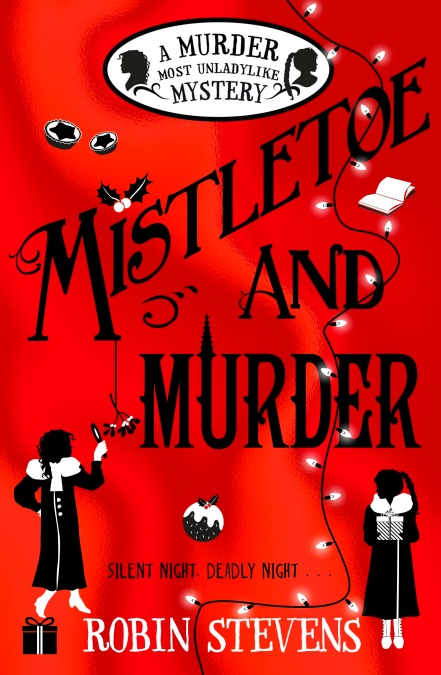 A MURDER
MOST UNLADYLIKE
MYSTERY
MISTLETOE
AND
MURDER
SILENT NIGHT, DEADLY NIGHT . . .
ROBIN STEVENS